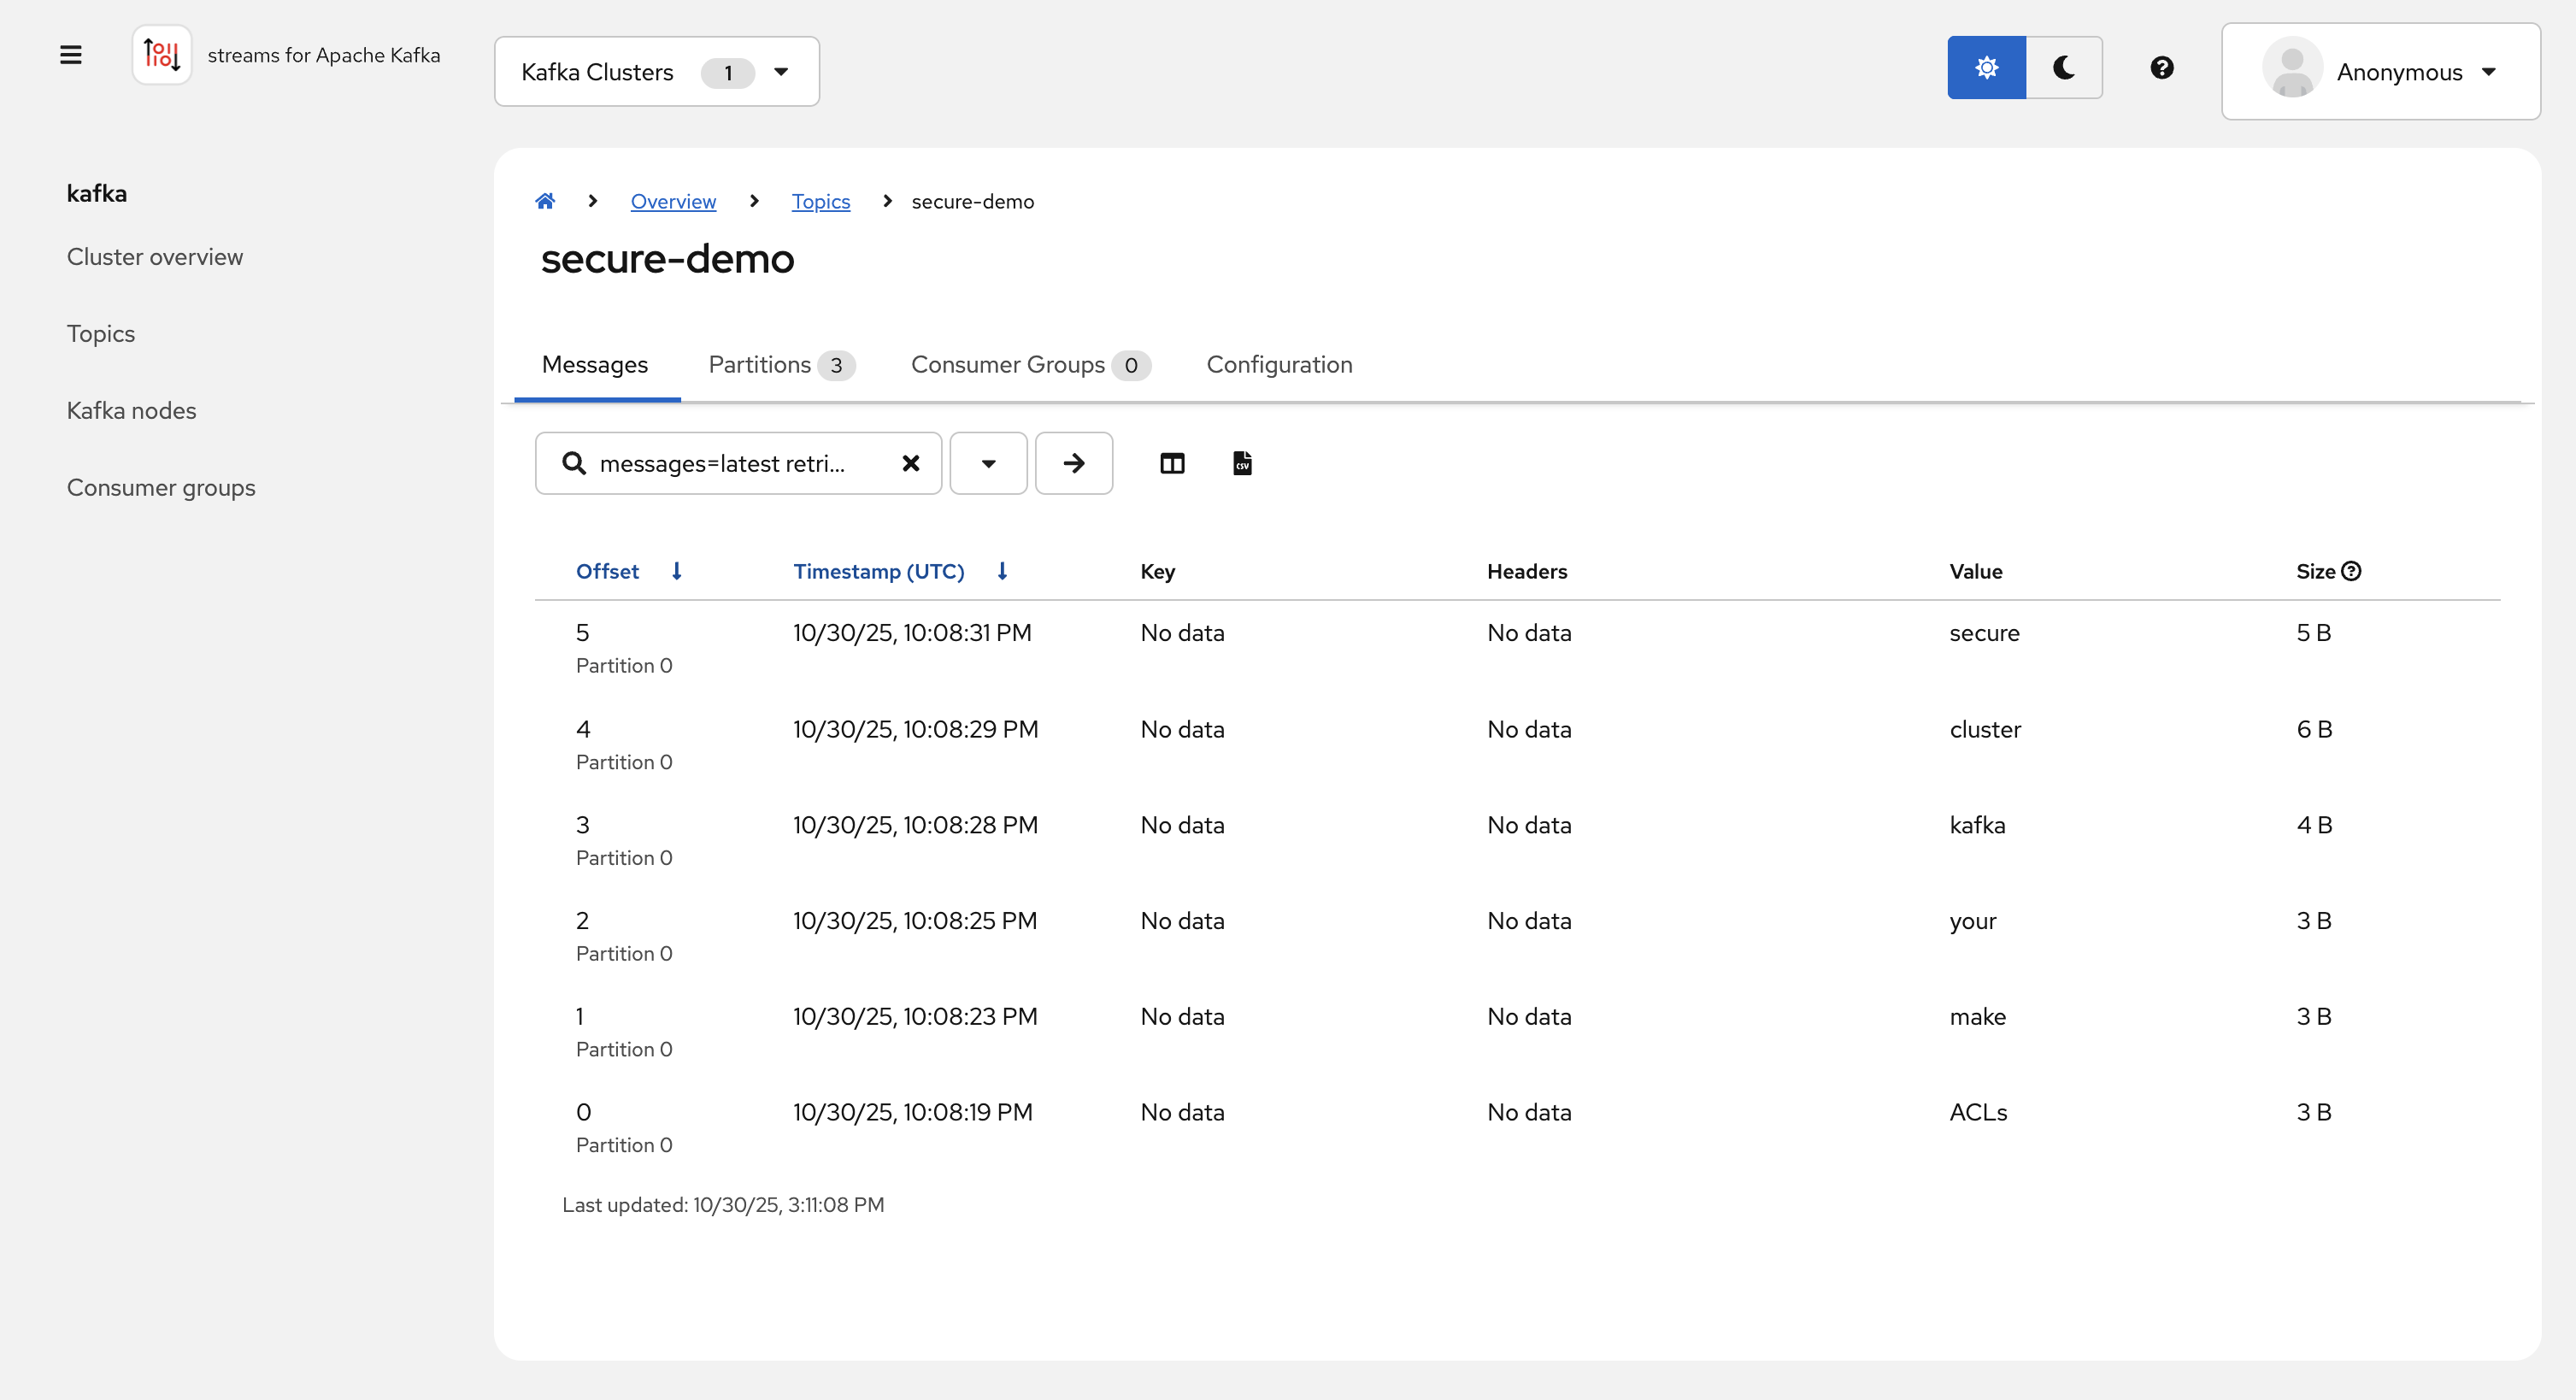 streams for Apache Kafka
Kafka Clusters 1
Anonymous
kafka
Cluster overview
Topics
Kafka nodes
Consumer groups
Overview > Topics > secure-demo
secure-demo
Messages Partitions 3 Consumer Groups 0 Configuration
messages=latest retri...
CSV
Offset Timestamp (UTC) Key Headers Value Size
5 10/30/25, 10:08:31 PM No data No data secure 5 B
Partition 0
4 10/30/25, 10:08:29 PM No data No data cluster 6 B
Partition 0
3 10/30/25, 10:08:28 PM No data No data kafka 4 B
Partition 0
2 10/30/25, 10:08:25 PM No data No data your 3 B
Partition 0
1 10/30/25, 10:08:23 PM No data No data make 3 B
Partition 0
0 10/30/25, 10:08:19 PM No data No data ACLs 3 B
Partition 0
Last updated: 10/30/25, 3:11:08 PM